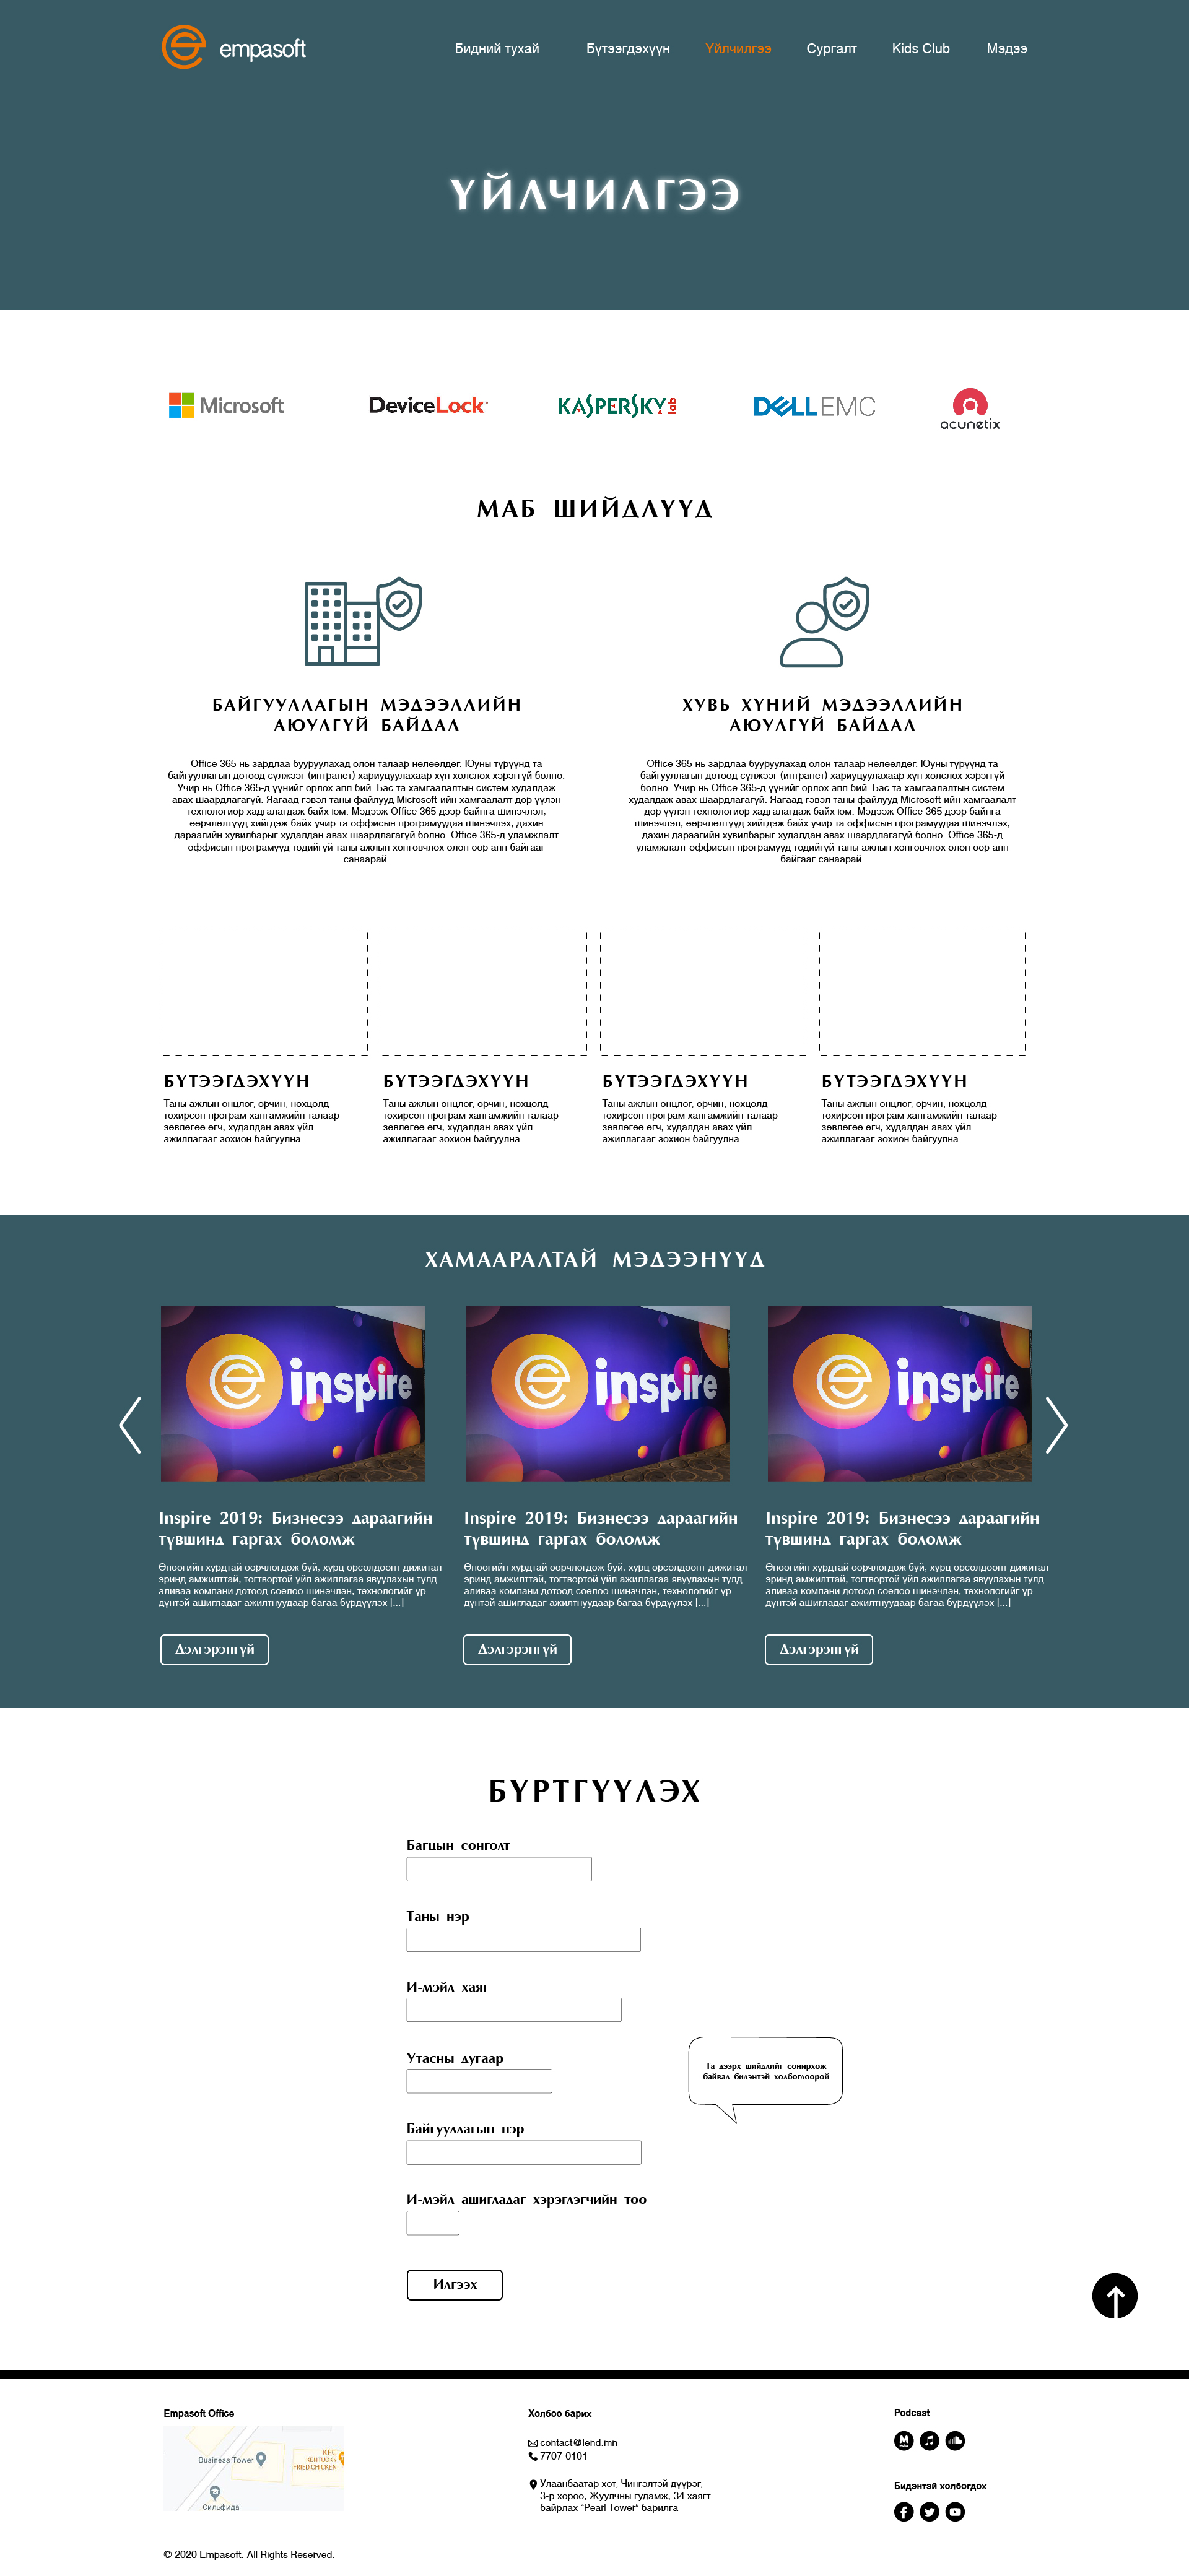 empasoft
Бидний тухай
Бүтээгдэхүүн
Үйлчилгээ
Сургалт
Kids Club
Мэдээ
ҮЙЛЧИЛГЭЭ
Microsoft
DeviceLock
KASPERSKY lab
DELL EMC
acunetix
МАБ ШИЙДЛҮҮД
БАЙГУУЛЛАГЫН МЭДЭЭЛЛИЙН
АЮУЛГҮЙ БАЙДАЛ
Office 365 нь зардлаа бууруулахад олон талаар нөлөөлдөг. Юуны түрүүнд та
байгууллагын дотоод сүлжээг (интранет) хариуцуулахаар хүн хөлслөх хэрэггүй болно.
Учир нь Office 365-д үүнийг орлох апп бий. Бас та хамгаалалтын систем худалдаж
авах шаардлагагүй. Яагаад гэвэл таны файлууд Microsoft-ийн хамгаалалт дор үүлэн
технологиор хадгалагдаж байх юм. Мэдээж Office 365 дээр байнга шинэчлэл,
өөрчлөлтүүд хийгдэж байх учир та оффисын програмуудаа шинэчлэх, дахин
дараагийн хувилбарыг худалдан авах шаардлагагүй болно. Office 365-д уламжлалт
оффисын програмууд төдийгүй таны ажлын хөнгөвчлөх олон өөр апп байгааг
санаарай.
ХУВЬ ХҮНИЙ МЭДЭЭЛЛИЙН
АЮУЛГҮЙ БАЙДАЛ
Office 365 нь зардлаа бууруулахад олон талаар нөлөөлдөг. Юуны түрүүнд та
байгууллагын дотоод сүлжээг (интранет) хариуцуулахаар хүн хөлслөх хэрэггүй
болно. Учир нь Office 365-д үүнийг орлох апп бий. Бас та хамгаалалтын систем
худалдаж авах шаардлагагүй. Яагаад гэвэл таны файлууд Microsoft-ийн хамгаалалт
дор үүлэн технологиор хадгалагдаж байх юм. Мэдээж Office 365 дээр байнга
шинэчлэл, өөрчлөлтүүд хийгдэж байх учир та оффисын програмуудаа шинэчлэх,
дахин дараагийн хувилбарыг худалдан авах шаардлагагүй болно. Office 365-д
уламжлалт оффисын програмууд төдийгүй таны ажлын хөнгөвчлөх олон өөр апп
байгааг санаарай.
БҮТЭЭГДЭХҮҮН
Таны ажлын онцлог, орчин, нөхцөлд
тохирсон програм хангамжийн талаар
зөвлөгөө өгч, худалдан авах үйл
ажиллагааг зохион байгуулна.
БҮТЭЭГДЭХҮҮН
Таны ажлын онцлог, орчин, нөхцөлд
тохирсон програм хангамжийн талаар
зөвлөгөө өгч, худалдан авах үйл
ажиллагааг зохион байгуулна.
БҮТЭЭГДЭХҮҮН
Таны ажлын онцлог, орчин, нөхцөлд
тохирсон програм хангамжийн талаар
зөвлөгөө өгч, худалдан авах үйл
ажиллагааг зохион байгуулна.
БҮТЭЭГДЭХҮҮН
Таны ажлын онцлог, орчин, нөхцөлд
тохирсон програм хангамжийн талаар
зөвлөгөө өгч, худалдан авах үйл
ажиллагааг зохион байгуулна.
ХАМААРАЛТАЙ МЭДЭЭНҮҮД
inspire
inspire
inspire
Inspire 2019: Бизнесээ дараагийн
түвшинд гаргах боломж
Өнөөгийн хурдтай өөрчлөгдөж буй, хурц өрсөлдөөнт дижитал
эринд амжилттай, тогтвортой үйл ажиллагаа явуулахын тулд
аливаа компани дотоод соёлоо шинэчлэн, технологийг үр
дүнтэй ашигладаг ажилтнуудаар багаа бүрдүүлэх [...]
Дэлгэрэнгүй
Inspire 2019: Бизнесээ дараагийн
түвшинд гаргах боломж
Өнөөгийн хурдтай өөрчлөгдөж буй, хурц өрсөлдөөнт дижитал
эринд амжилттай, тогтвортой үйл ажиллагаа явуулахын тулд
аливаа компани дотоод соёлоо шинэчлэн, технологийг үр
дүнтэй ашигладаг ажилтнуудаар багаа бүрдүүлэх [...]
Дэлгэрэнгүй
Inspire 2019: Бизнесээ дараагийн
түвшинд гаргах боломж
Өнөөгийн хурдтай өөрчлөгдөж буй, хурц өрсөлдөөнт дижитал
эринд амжилттай, тогтвортой үйл ажиллагаа явуулахын тулд
аливаа компани дотоод соёлоо шинэчлэн, технологийг үр
дүнтэй ашигладаг ажилтнуудаар багаа бүрдүүлэх [...]
Дэлгэрэнгүй
БҮРТГҮҮЛЭХ
Багцын сонголт
Таны нэр
И-мэйл хаяг
Утасны дугаар
Та дээрх шийдлийг сонирхож
байвал бидэнтэй холбогдоорой
Байгууллагын нэр
И-мэйл ашигладаг хэрэглэгчийн тоо
Илгээх
Empasoft Office
Business Tower
KFC
KENTUCKY
FRIED CHICKEN
Сильфида
Холбоо барих
contact@lend.mn
7707-0101
Улаанбаатар хот, Чингэлтэй дүүрэг,
3-р хороо, Жуулчны гудамж, 34 хаягт
байрлах "Pearl Tower" барилга
Podcast
Бидэнтэй холбогдох
© 2020 Empasoft. All Rights Reserved.